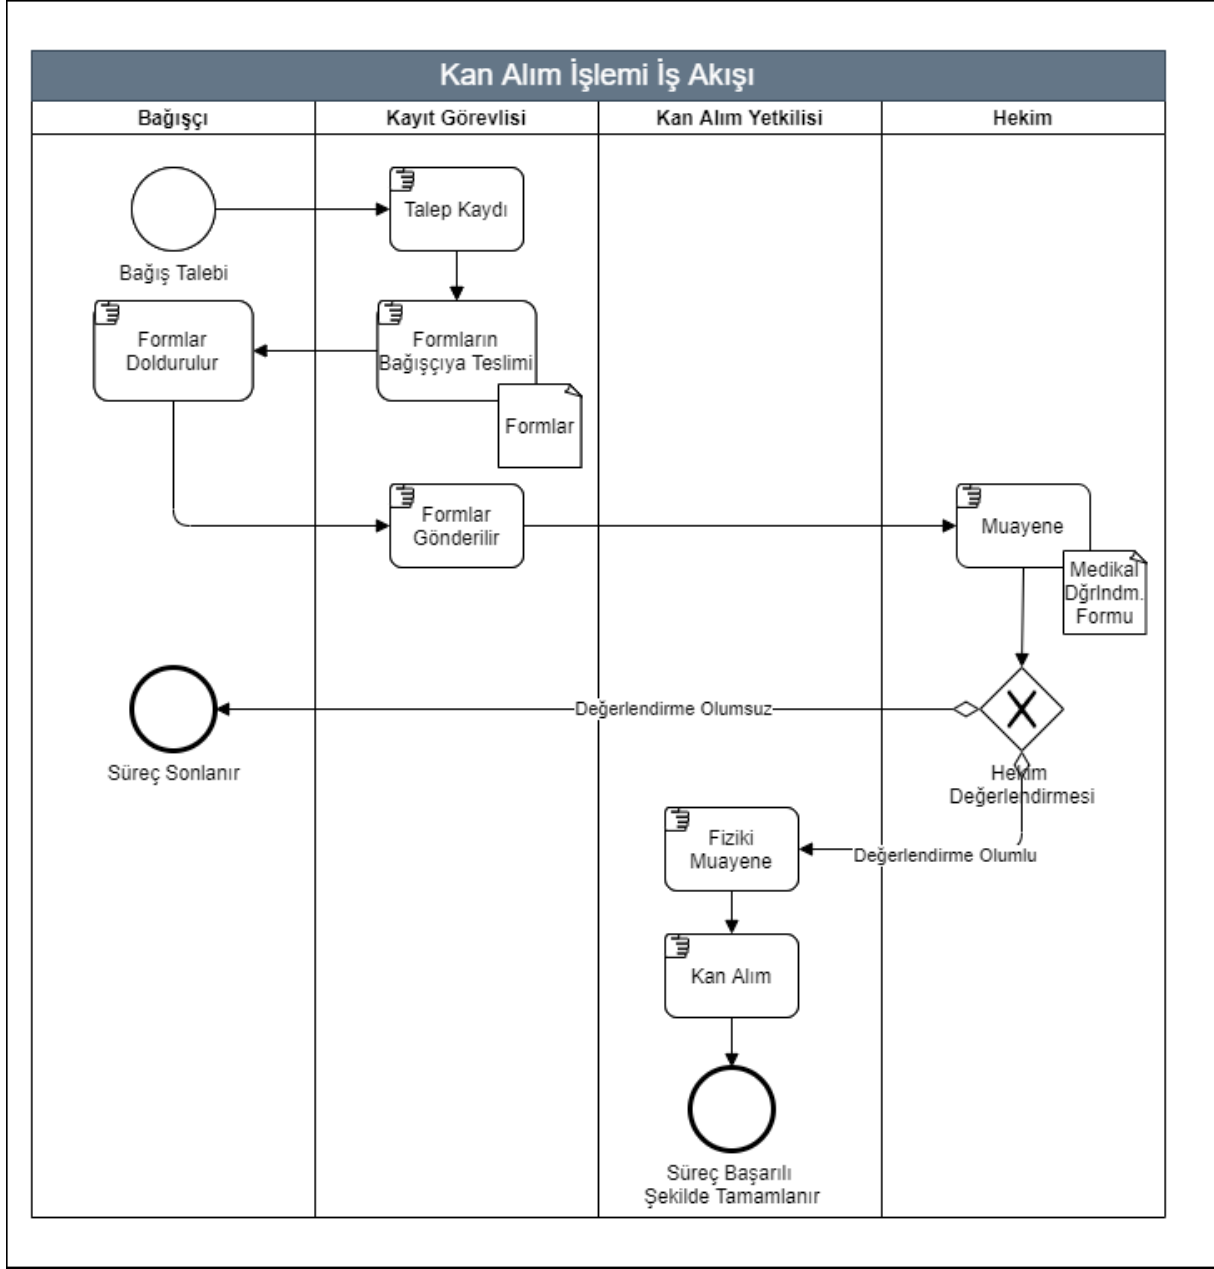 Kan Alım İşlemi İş Akışı
Bağışçı
Kayıt Görevlisi
Kan Alım Yetkilisi
Hekim
Talep Kaydı
Bağış Talebi
Formlar
Doldurulur
Formların
Bağışçıya Teslimi
Formlar
Formlar
Gönderilir
Muayene
Medikal
Dğrlndm.
Formu
Değerlendirme Olumsuz
Süreç Sonlanır
Hekim
Değerlendirmesi
Fiziki
Muayene
Değerlendirme Olumlu
Kan Alım
Süreç Başarılı
Şekilde Tamamlanır